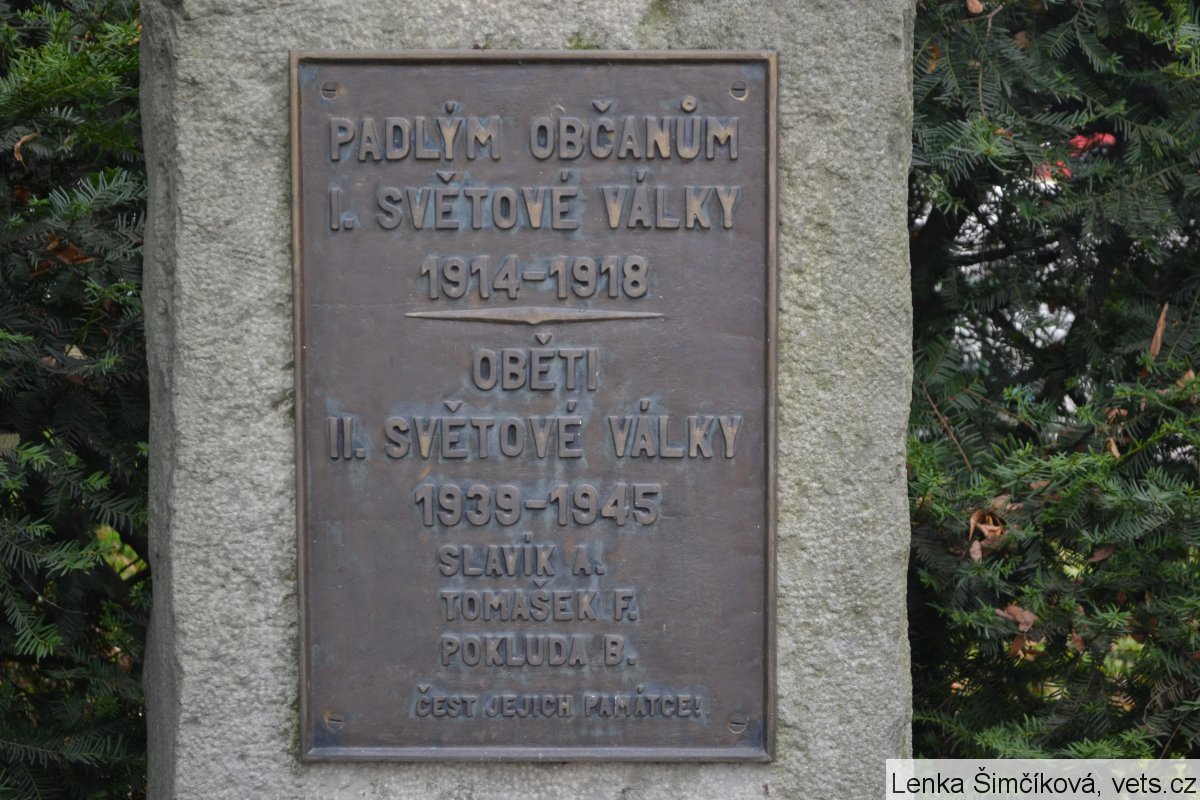 PADLÝM OBČANŮM
I. SVĚTOVÉ VÁLKY
1914-1918
OBĚTI
II. SVĚTOVÉ VÁLKY
1939-1945
SLAVÍK A.
TOMAŠEK F.
POKLUDA B.
ČEST JEJICH PAMÁTCE!
Lenka Šimčíková, vets.cz